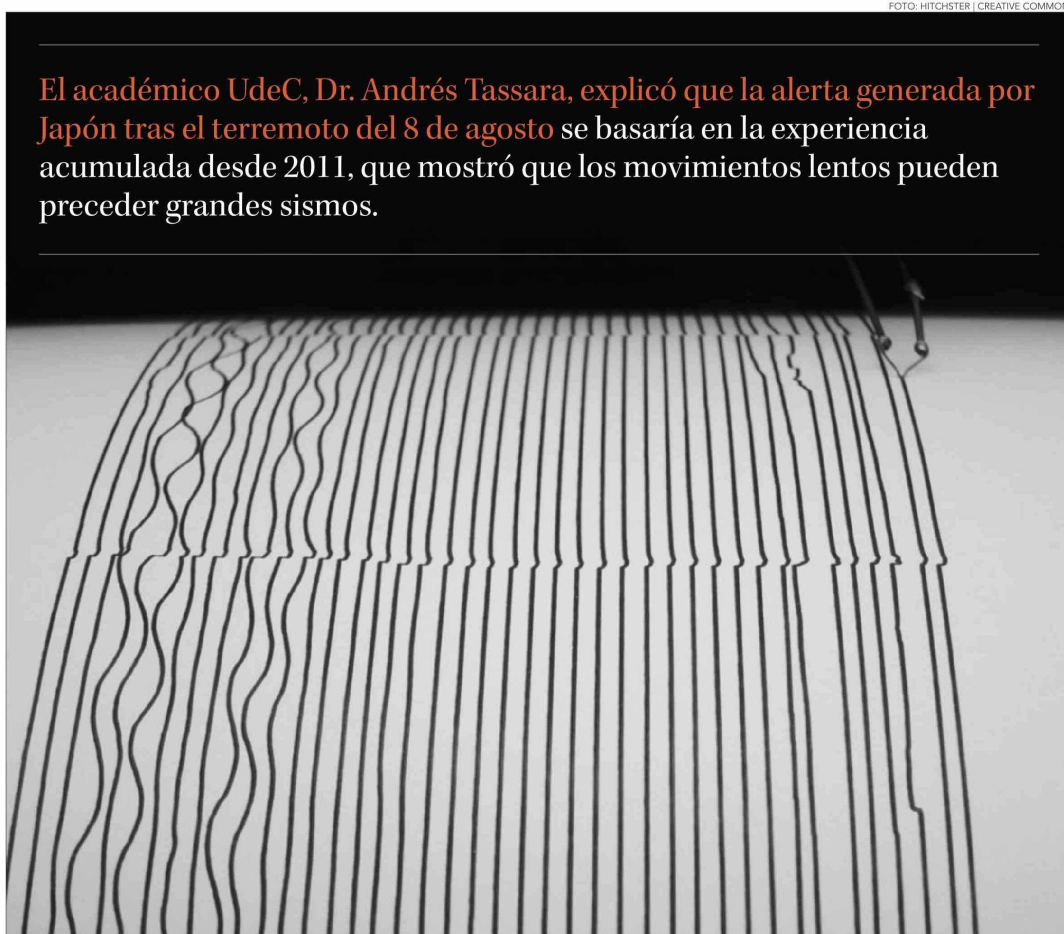 FOTO: HITCHSTER | CREATIVE COMMON
El académico UdeC, Dr. Andrés Tassara, explicó que la alerta generada por
Japón tras el terremoto del 8 de agosto se basaría en la experiencia
acumulada desde 2011, que mostró que los movimientos lentos pueden
preceder grandes sismos.